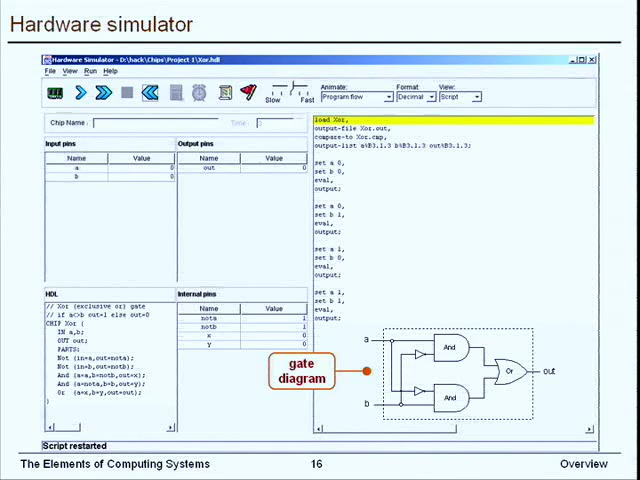 Hardware simulator
Hardware Simulator - D:\hack\Chips\Project 1\Xor.hdl
File View Run Help
Slow Fast
Animate:
Program flow
Format:
Decimal
View:
Script
Chip Name :
Time :
0
Input pins
Name Value
a 0
b 0
Output pins
Name Value
out 0
load Xor,
output-file Xor.out,
compare-to Xor.cmp,
output-list a%B3.1.3 b%B3.1.3 out%B3.1.3;
set a 0,
set b 0,
eval,
output;
set a 0,
set b 1,
eval,
output;
set a 1,
set b 0,
eval,
output;
set a 1,
set b 1,
eval,
output;
HDL
// Xor (exclusive or) gate
// if a<>b out=1 else out=0
CHIP Xor {
IN a,b;
OUT out;
PARTS:
Not (in=a,out=nota);
Not (in=b,out=notb);
And (a=a,b=notb,out=x);
And (a=nota,b=b,out=y);
Or (a=x,b=y,out=out);
}
Internal pins
Name Value
nota 1
notb 1
x 0
y 0
gate
diagram
a
And
Or
out
And
b
Script restarted
The Elements of Computing Systems
16
Overview